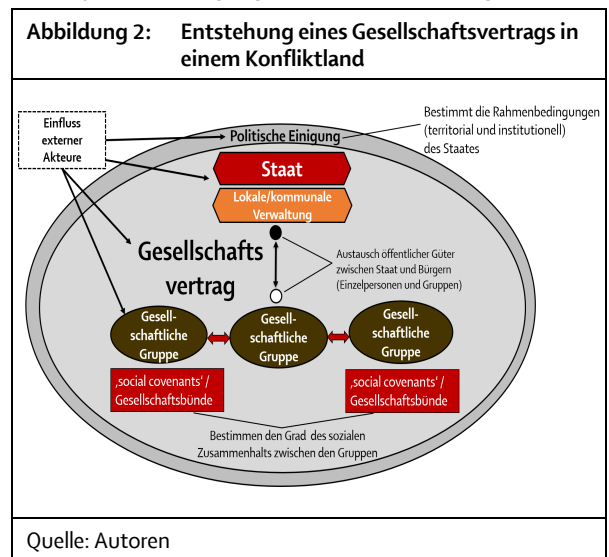 Abbildung 2: Entstehung eines Gesellschaftsvertrags in
einem Konfliktland
Einfluss
externer
Akteure
Politische Einigung
Bestimmt die Rahmenbedingungen
(territorial und institutionell)
des Staates
Staat
Lokale/kommunale
Verwaltung
Gesellschafts
vertrag
Austausch öffentlicher Güter
zwischen Staat und Bürgern
(Einzelpersonen und Gruppen)
Gesell-
schaftliche
Gruppe
Gesell-
schaftliche
Gruppe
Gesell-
schaftliche
Gruppe
‚social covenants' /
Gesellschaftsbünde
‚social covenants' /
Gesellschaftsbünde
Bestimmen den Grad des sozialen
Zusammenhalts zwischen den Gruppen
Quelle: Autoren